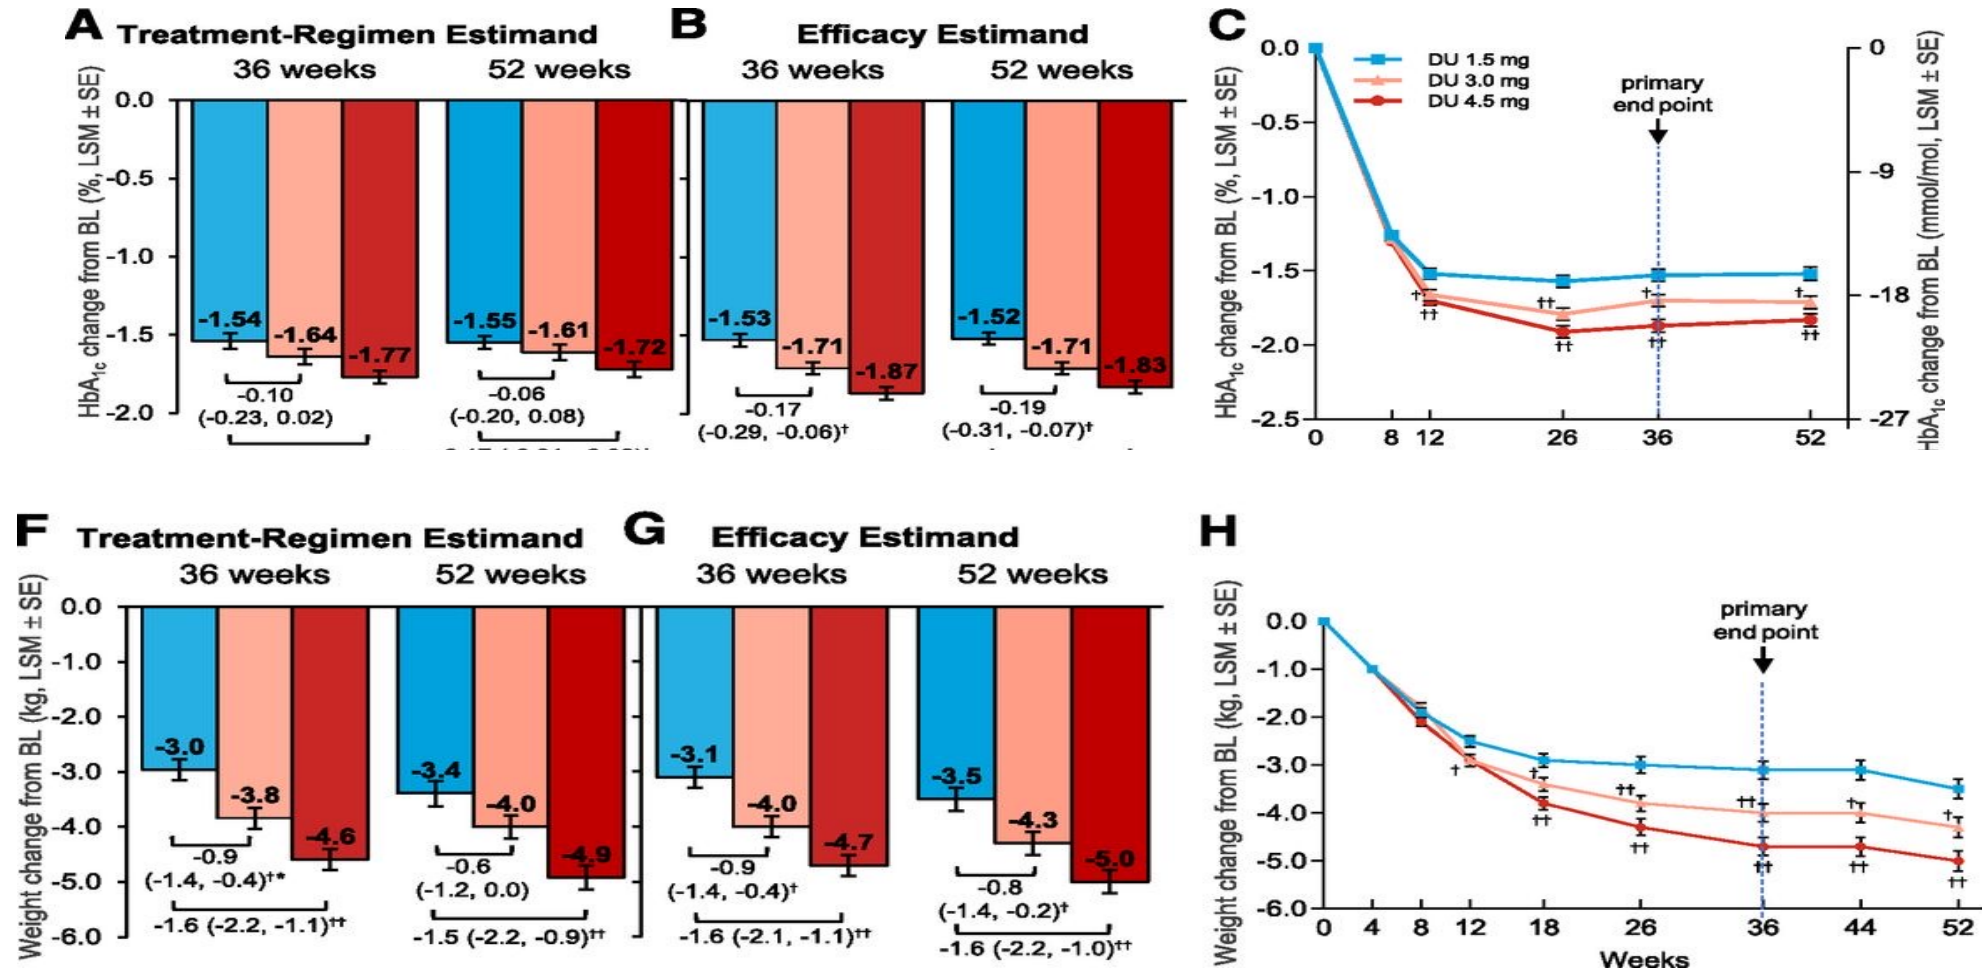 A Treatment-Regimen Estimand
36 weeks 52 weeks
HbA1c change from BL (%, LSM ± SE)
0.0
-0.5
-1.0
-1.5
-2.0
-1.54
-1.64
-1.77
-1.55
-1.61
-1.72
-0.10
(-0.23, 0.02)
-0.06
(-0.20, 0.08)
B Efficacy Estimand
36 weeks 52 weeks
-1.53
-1.71
-1.87
-1.52
-1.71
-1.83
-0.17
(-0.29, -0.06)†
-0.19
(-0.31, -0.07)†
C
HbA1c change from BL (%, LSM ± SE)
0.0
-0.5
-1.0
-1.5
-2.0
-2.5
DU 1.5 mg
DU 3.0 mg
DU 4.5 mg
primary
end point
† †† † †
†† †† †† ††
0 8 12 26 36 52
0
-9
-18
-27
HbA1c change from BL (mmol/mol, LSM ± SE)
F Treatment-Regimen Estimand
36 weeks 52 weeks
Weight change from BL (kg, LSM ± SE)
0.0
-1.0
-2.0
-3.0
-4.0
-5.0
-6.0
-3.0
-3.8
-4.6
-3.4
-4.0
-4.9
-0.9
(-1.4, -0.4)†*
-1.6 (-2.2, -1.1)††
-0.6
(-1.2, 0.0)
-1.5 (-2.2, -0.9)††
G Efficacy Estimand
36 weeks 52 weeks
-3.1
-4.0
-4.7
-3.5
-4.3
-5.0
-0.9
(-1.4, -0.4)†
-1.6 (-2.1, -1.1)††
-0.8
(-1.4, -0.2)†
-1.6 (-2.2, -1.0)††
H
Weight change from BL (kg, LSM ± SE)
0.0
-1.0
-2.0
-3.0
-4.0
-5.0
-6.0
primary
end point
† † †† †† † †
†† †† †† †† ††
0 4 8 12 18 26 36 44 52
Weeks